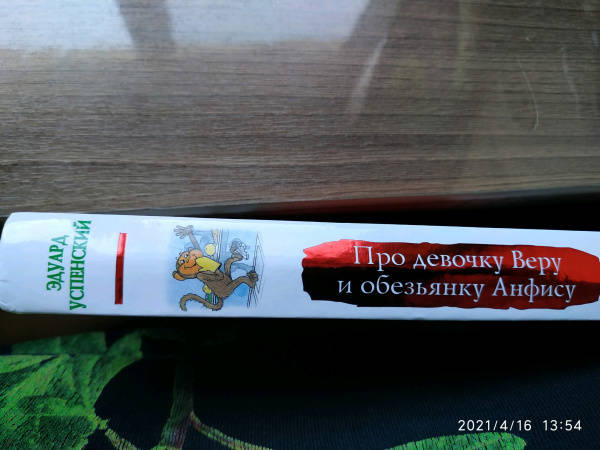 ЭДУАРД
УСПЕНСКИЙ
Про девочку Веру
и обезьянку Анфису
2021/4/16 13:54